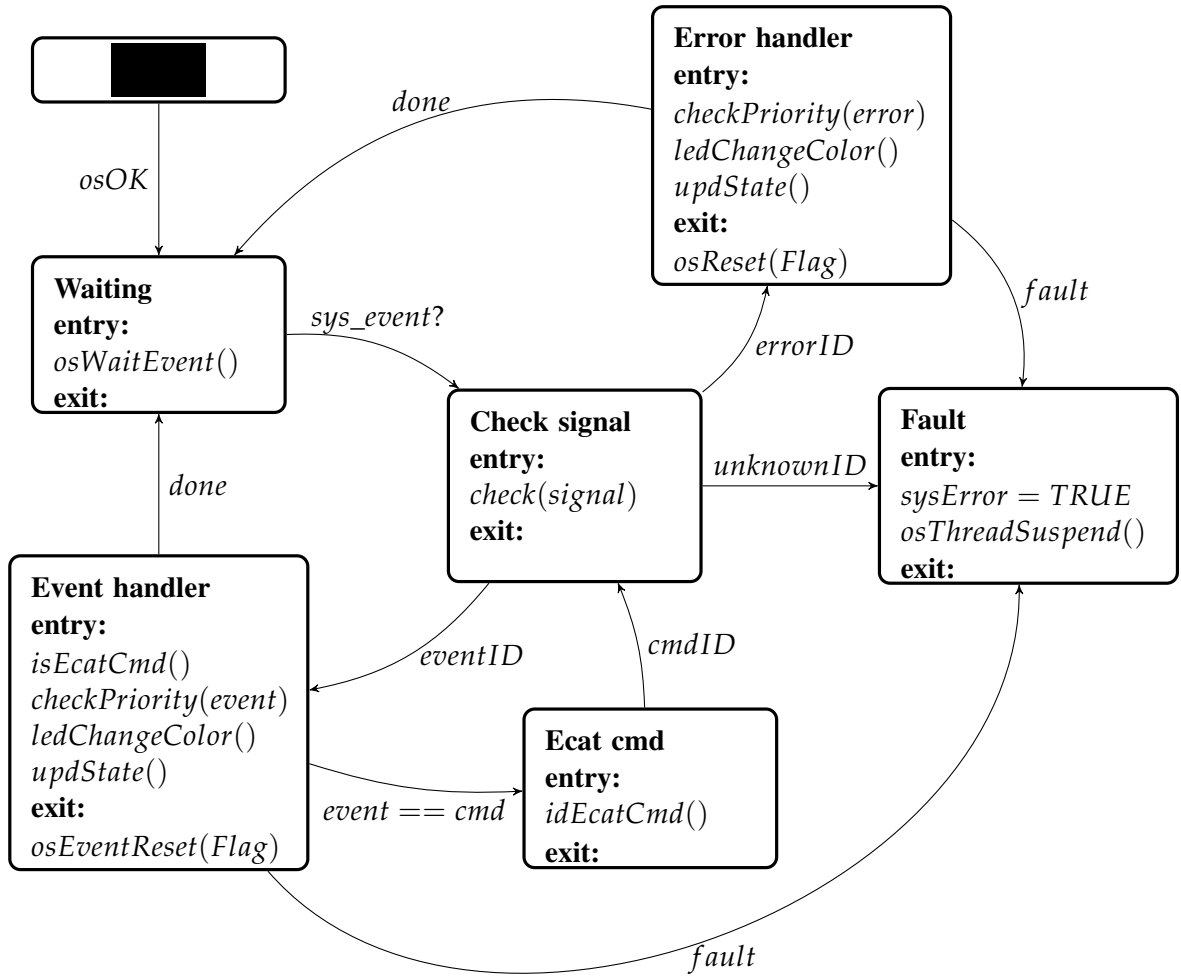 Error handler
entry:
checkPriority(error)
ledChangeColor()
updState()
exit:
osReset(Flag)
done
osOK
Waiting
entry:
osWaitEvent()
exit:
sys_event?
errorID
fault
Check signal
entry:
check(signal)
exit:
unknownID
Fault
entry:
sysError = TRUE
osThreadSuspend()
exit:
done
Event handler
entry:
isEcatCmd()
checkPriority(event)
ledChangeColor()
updState()
exit:
osEventReset(Flag)
eventID
cmdID
event == cmd
Ecat cmd
entry:
idEcatCmd()
exit:
fault